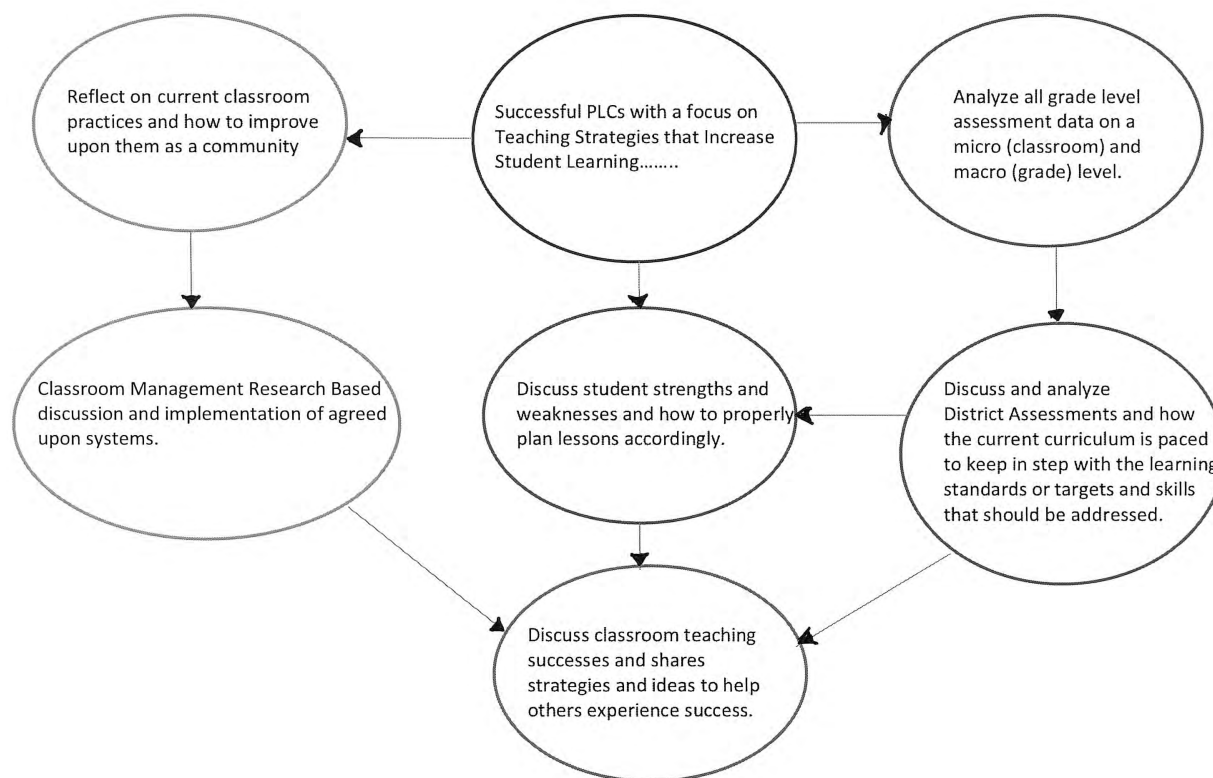 Reflect on current classroom
practices and how to improve
upon them as a community
Successful PLCs with a focus on
Teaching Strategies that Increase
Student Learning........
Analyze all grade level
assessment data on a
micro (classroom) and
macro (grade) level.
Classroom Management Research Based
discussion and implementation of agreed
upon systems.
Discuss student strengths and
weaknesses and how to properly
plan lessons accordingly.
Discuss and analyze
District Assessments and how
the current curriculum is paced
to keep in step with the learning
standards or targets and skills
that should be addressed.
Discuss classroom teaching
successes and shares
strategies and ideas to help
others experience success.